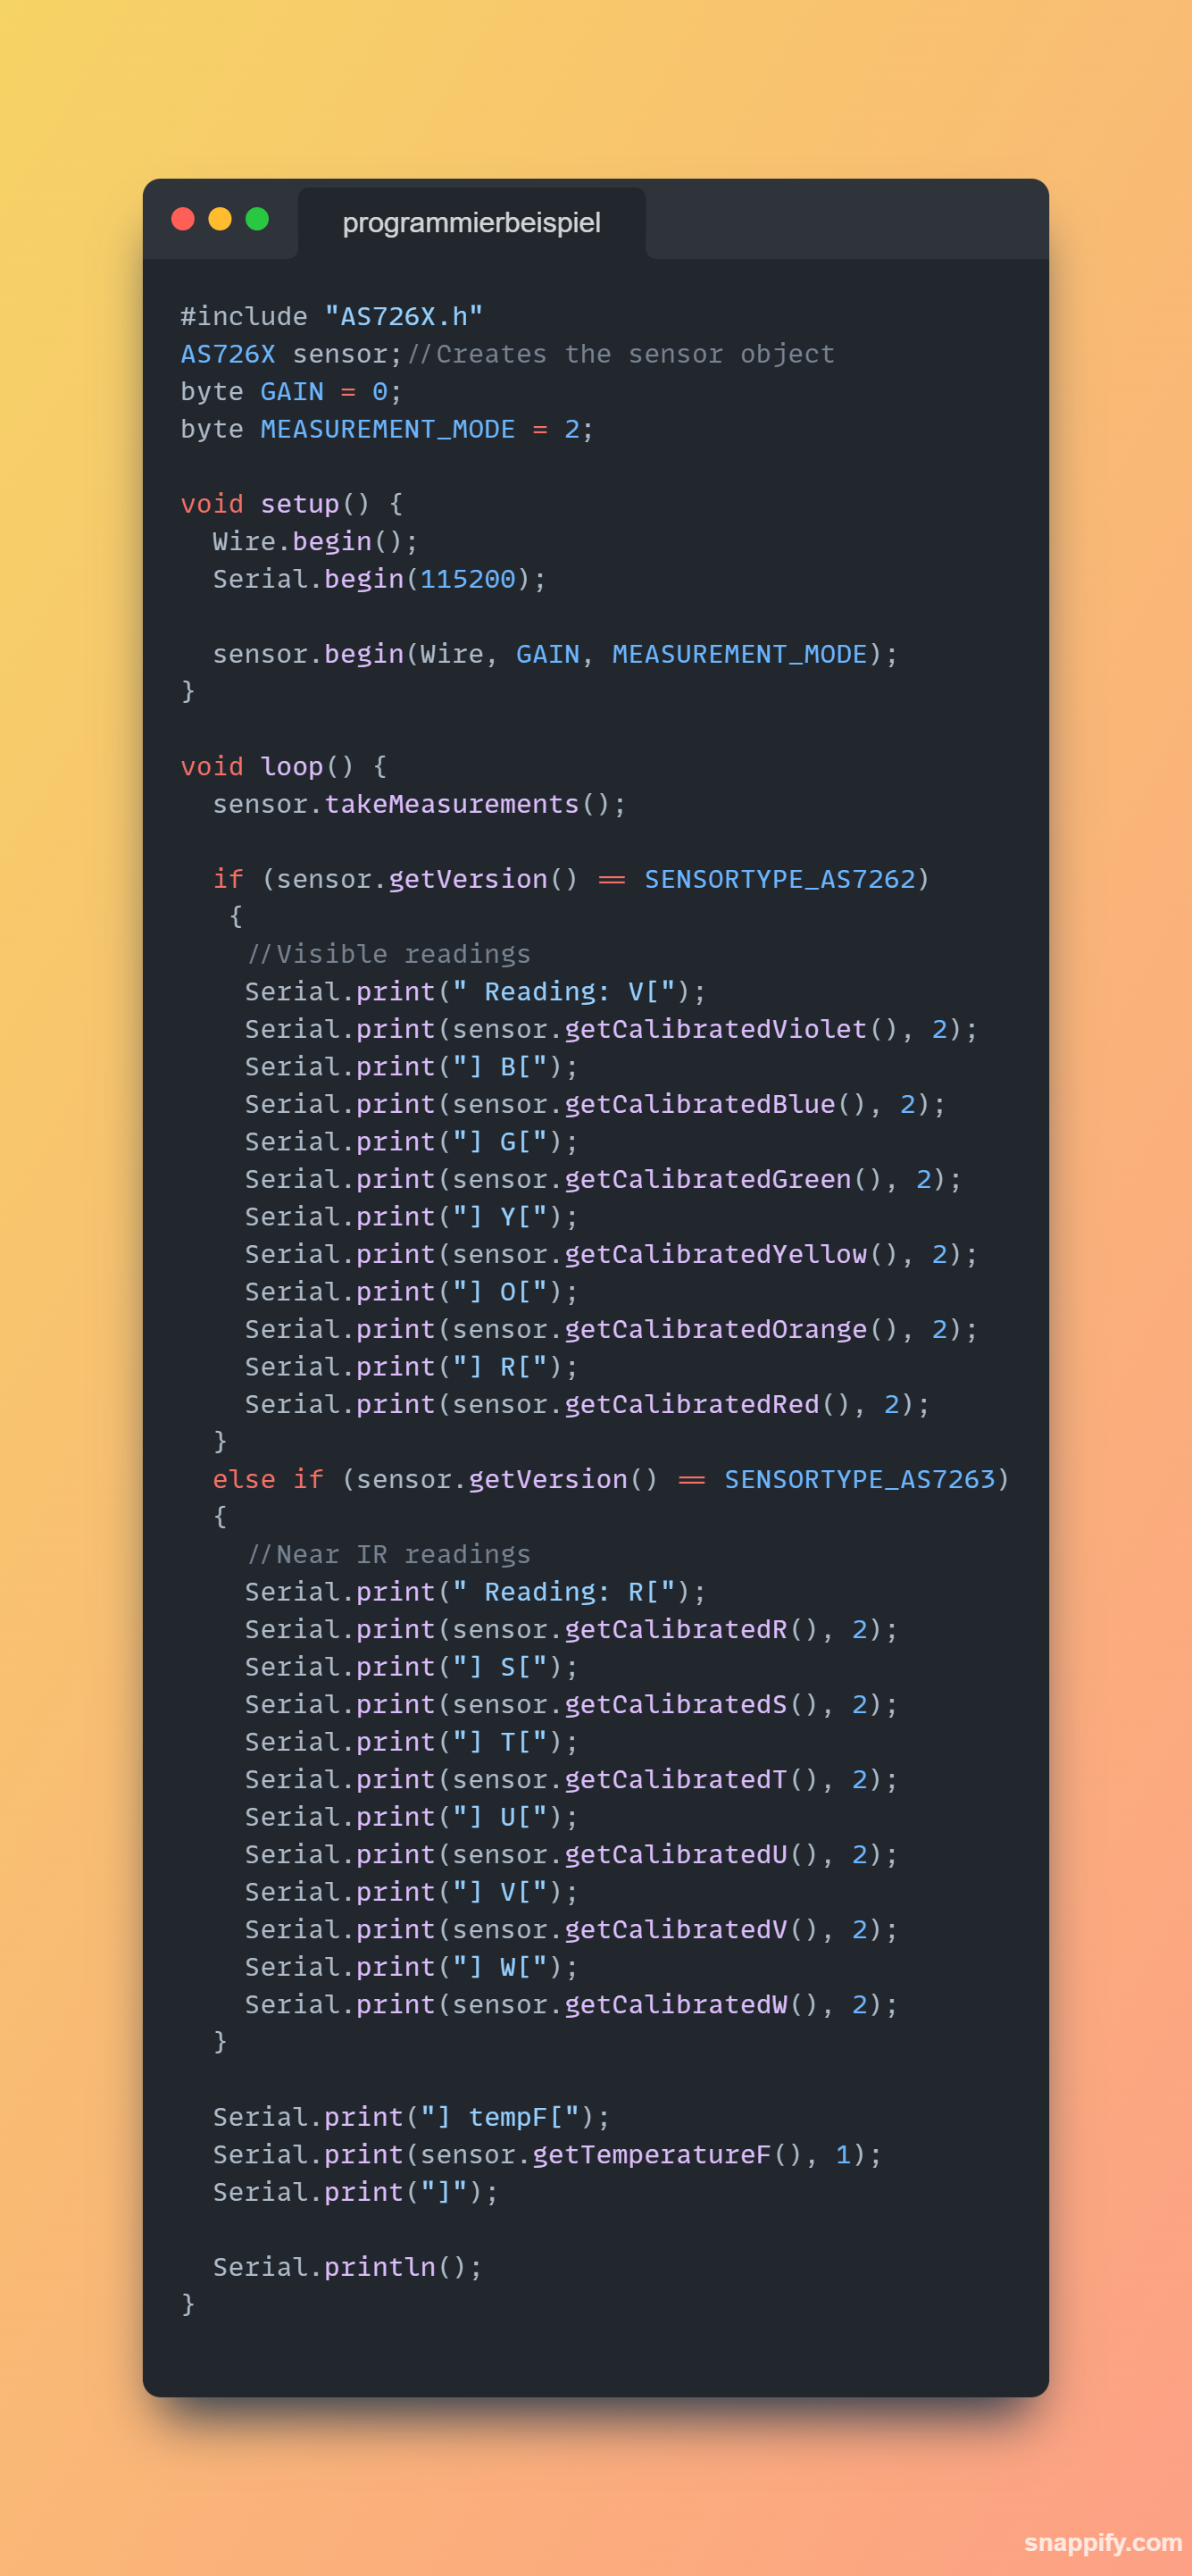 programmierbeispiel
#include "AS726X.h"
AS726X sensor;//Creates the sensor object
byte GAIN = 0;
byte MEASUREMENT_MODE = 2;
void setup() {
Wire.begin();
Serial.begin(115200);
sensor.begin(Wire, GAIN, MEASUREMENT_MODE);
}
void loop() {
sensor.takeMeasurements();
if (sensor.getVersion() == SENSORTYPE_AS7262)
{
//Visible readings
Serial.print(" Reading: V[");
Serial.print(sensor.getCalibratedViolet(), 2);
Serial.print("] B[");
Serial.print(sensor.getCalibratedBlue(), 2);
Serial.print("] G[");
Serial.print(sensor.getCalibratedGreen(), 2);
Serial.print("] Y[");
Serial.print(sensor.getCalibratedYellow(), 2);
Serial.print("] O[");
Serial.print(sensor.getCalibratedOrange(), 2);
Serial.print("] R[");
Serial.print(sensor.getCalibratedRed(), 2);
}
else if (sensor.getVersion() == SENSORTYPE_AS7263)
{
//Near IR readings
Serial.print(" Reading: R[");
Serial.print(sensor.getCalibratedR(), 2);
Serial.print("] S[");
Serial.print(sensor.getCalibratedS(), 2);
Serial.print("] T[");
Serial.print(sensor.getCalibratedT(), 2);
Serial.print("] U[");
Serial.print(sensor.getCalibratedU(), 2);
Serial.print("] V[");
Serial.print(sensor.getCalibratedV(), 2);
Serial.print("] W[");
Serial.print(sensor.getCalibratedW(), 2);
}
Serial.print("] tempF[");
Serial.print(sensor.getTemperatureF(), 1);
Serial.print("]");
Serial.println();
}
snappify.com